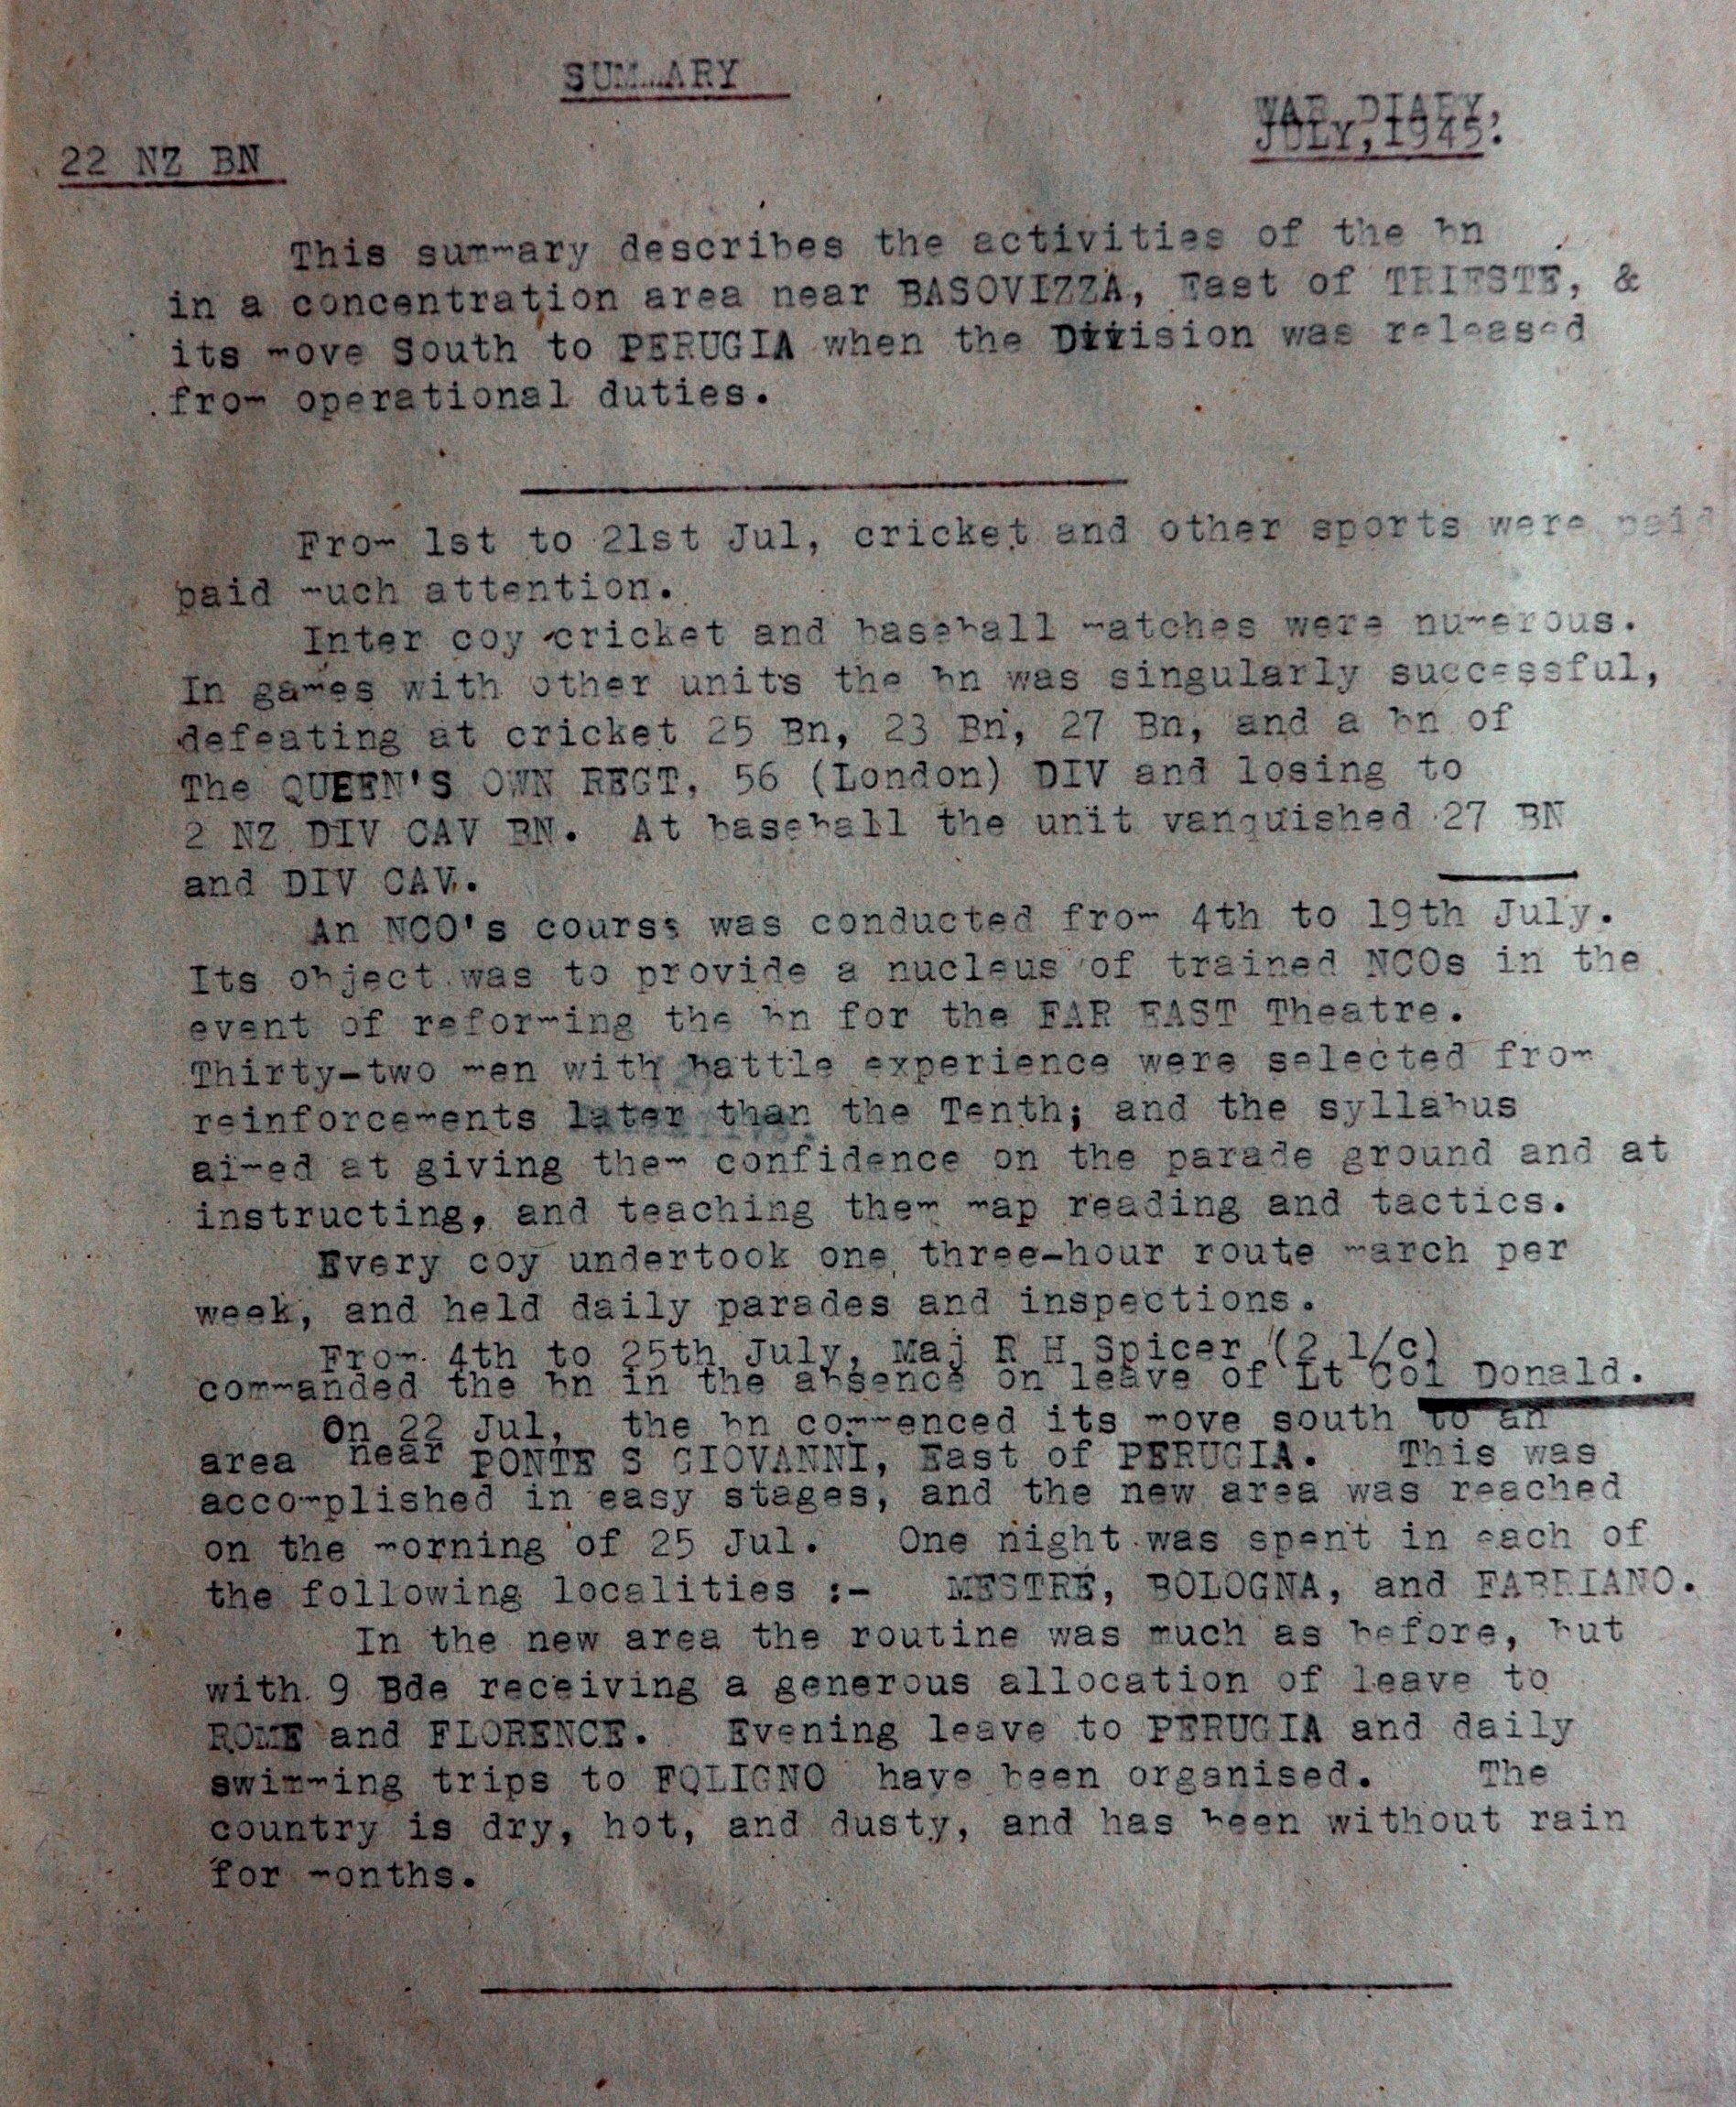 SUMMARY
22 NZ BN
JULY, 1945.
This summary describes the activities of the bn
in a concentration area near BASOVIZZA, East of TRIESTE, &
its move South to PERUGIA when the Division was released
from operational duties.
From 1st to 21st Jul, cricket and other sports were
paid much attention.
Inter coy cricket and baseball matches were numerous.
In games with other units the bn was singularly successful,
defeating at cricket 25 Bn, 23 Bn, 27 Bn, and a bn of
The QUEEN'S OWN REGT, 56 (London) DIV and losing to
2 NZ DIV CAV BN. At baseball the unit vanquished 27 BN
and DIV CAV.
An NCO's course was conducted from 4th to 19th July.
Its object was to provide a nucleus of trained NCOs in the
event of reforming the bn for the FAR EAST Theatre.
Thirty-two men with battle experience were selected from
reinforcements later than the Tenth; and the syllabus
aimed at giving them confidence on the parade ground and at
instructing, and teaching them map reading and tactics.
Every coy undertook one three-hour route march per
week, and held daily parades and inspections.
From 4th to 25th July, Maj R H Spicer (2 i/c)
commanded the bn in the absence on leave of Lt Col Donald.
On 22 Jul, the bn commenced its move south to an
area near PONTE S GIOVANNI, East of PERUGIA. This was
accomplished in easy stages, and the new area was reached
on the morning of 25 Jul. One night was spent in each of
the following localities :- MESTRE, BOLOGNA, and FABRIANO.
In the new area the routine was much as before, but
with 9 Bde receiving a generous allocation of leave to
ROME and FLORENCE. Evening leave to PERUGIA and daily
swimming trips to FOLIGNO have been organised. The
country is dry, hot, and dusty, and has been without rain
for months.